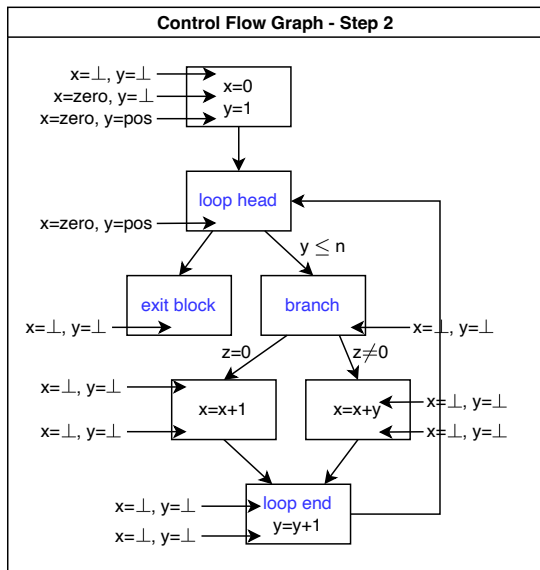 Control Flow Graph - Step 2
x=⊥, y=⊥
x=zero, y=⊥
x=zero, y=pos
x=0
y=1
loop head
x=zero, y=pos
y ≤ n
exit block
branch
x=⊥, y=⊥
x=⊥, y=⊥
z=0
z≠0
x=⊥, y=⊥
x=x+1
x=x+y
x=⊥, y=⊥
x=⊥, y=⊥
x=⊥, y=⊥
loop end
x=⊥, y=⊥
y=y+1
x=⊥, y=⊥